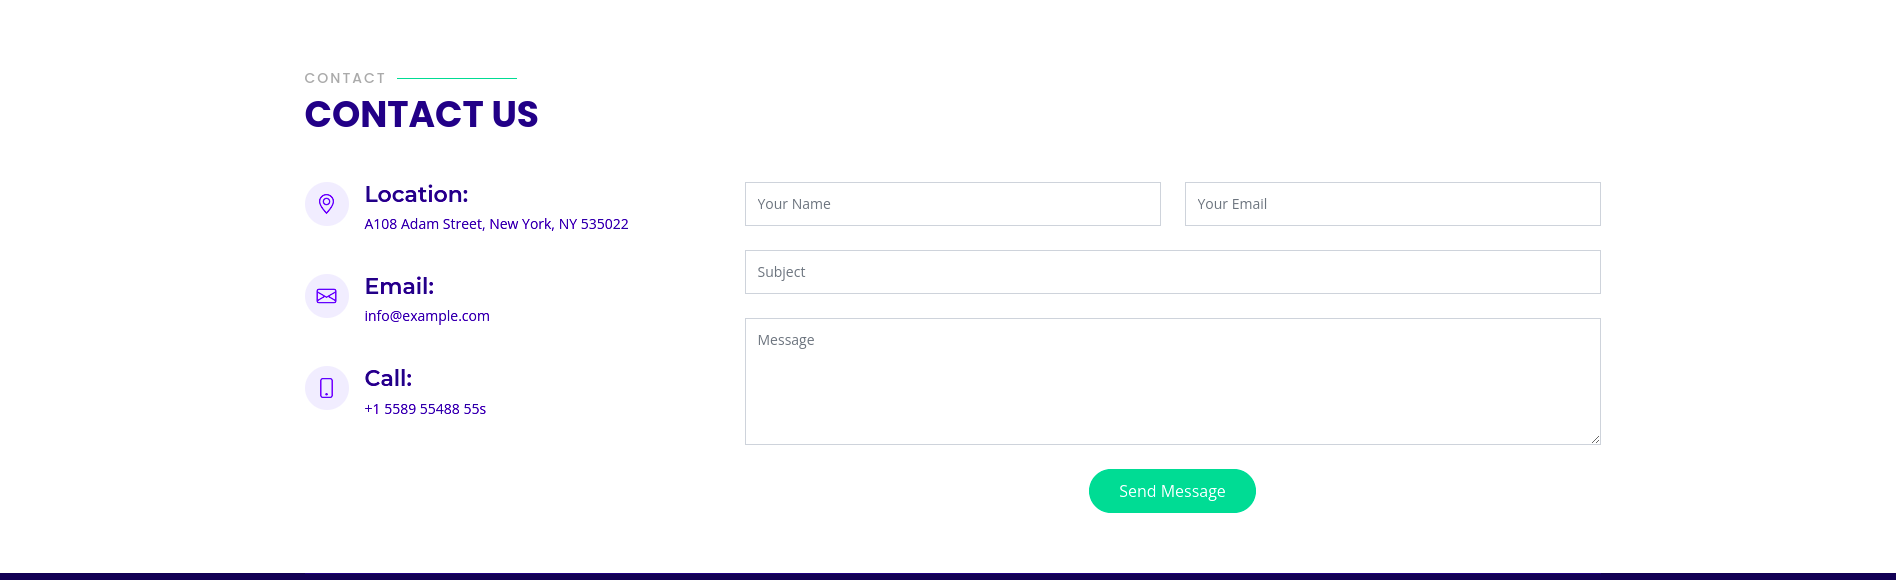 CONTACT
CONTACT US
Location:
A108 Adam Street, New York, NY 535022
Email:
info@example.com
Call:
+1 5589 55488 55s
Your Name
Your Email
Subject
Message
Send Message